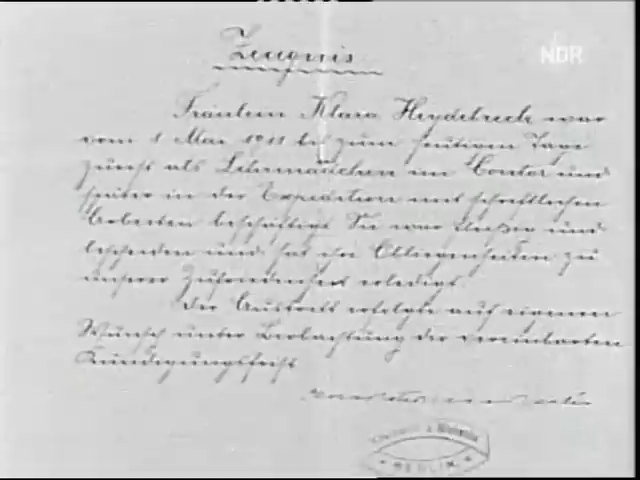 NDR
Zeugnis
Fräulein Klara Heydebreck war
vom 1 Mai 1911 bis zum heutigen Tage
zuerst als Lehrmädchen im Contor und
später in der Expedition mit schriftlichen
Arbeiten beschäftigt Sie war fleißig und
bescheiden und hat ihre Obliegenheiten zu
unserer Zufriedenheit erledigt.
Der Austritt erfolgte auf eigenen
Wunsch unter Beobachtung der vereinbarten
Kündigungsfrist
BERLIN